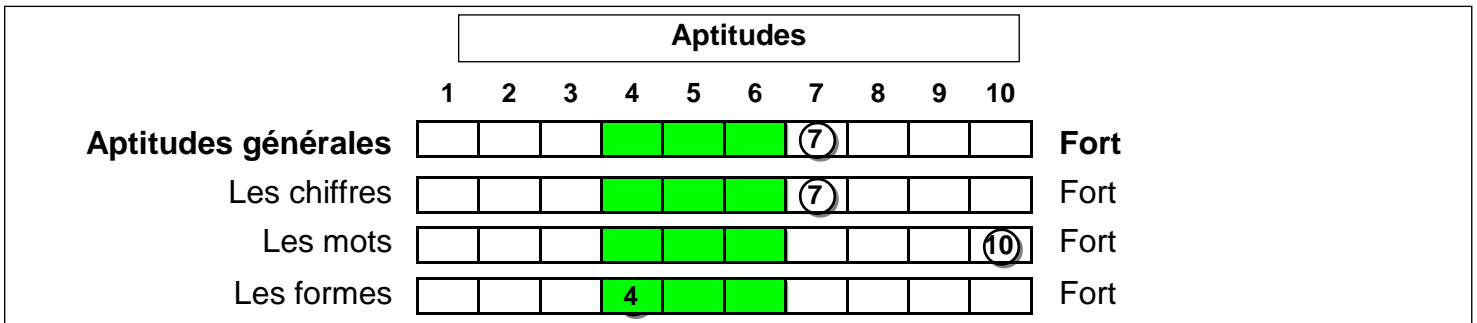 Aptitudes
1 2 3 4 5 6 7 8 9 10
Aptitudes générales 7 Fort
Les chiffres 7 Fort
Les mots 10 Fort
Les formes 4 Fort